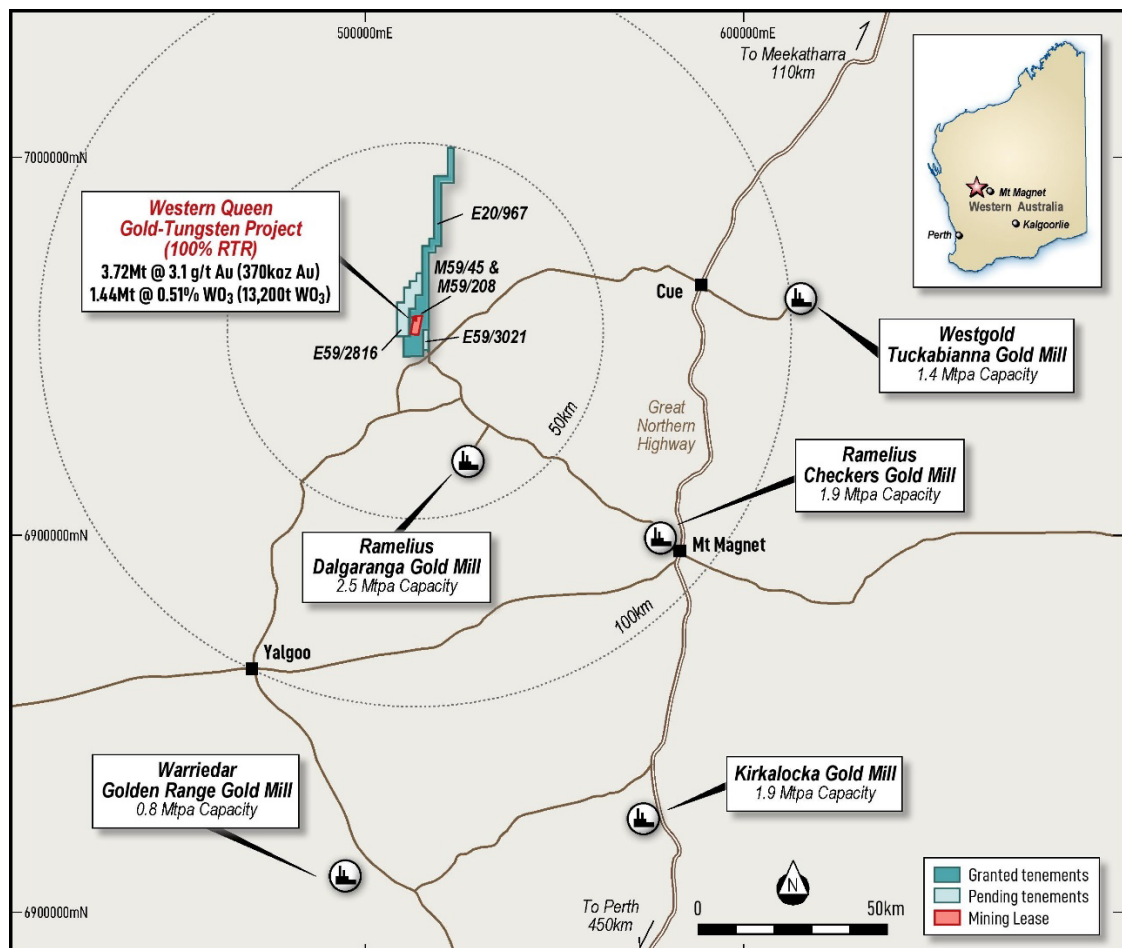 500000mE
600000mE
To Meekatharra
110km
7000000mN
Mt Magnet
Western Australia
Perth
Kalgoorlie
Western Queen
Gold-Tungsten Project
(100% RTR)
3.72Mt @ 3.1 g/t Au (370koz Au)
1.44Mt @ 0.51% WO₃ (13,200t WO₃)
E20/967
M59/45 &
M59/208
E59/2816
E59/3021
Cue
Westgold
Tuckabianna Gold Mill
1.4 Mtpa Capacity
50km
Great
Northern
Highway
Ramelius
Checkers Gold Mill
1.9 Mtpa Capacity
6900000mN
Ramelius
Dalgaranga Gold Mill
2.5 Mtpa Capacity
Mt Magnet
100km
Yalgoo
Warriedar
Golden Range Gold Mill
0.8 Mtpa Capacity
Kirkalocka Gold Mill
1.9 Mtpa Capacity
6900000mN
To Perth
450km
N
0
50km
Granted tenements
Pending tenements
Mining Lease